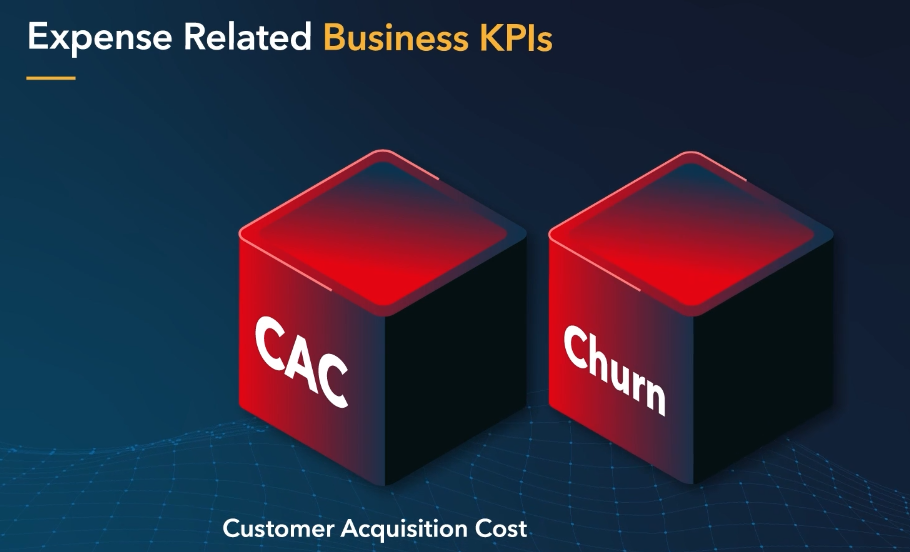 Expense Related Business KPIs
CAC
Churn
Customer Acquisition Cost